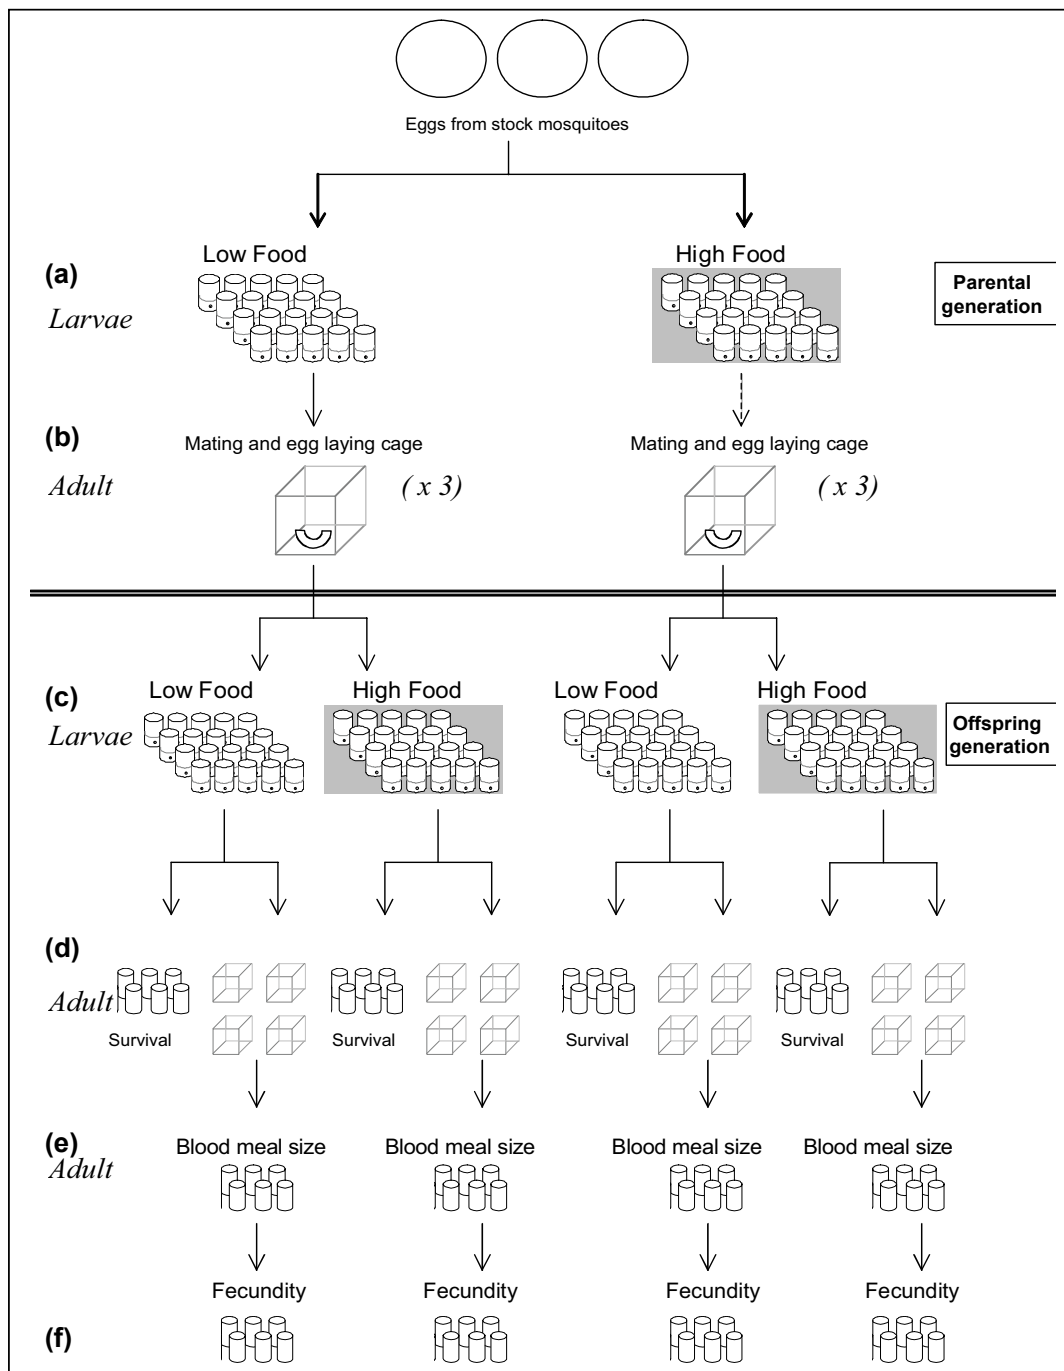 Eggs from stock mosquitoes
Low Food High Food
(a)
Larvae
Parental
generation
(b)
Mating and egg laying cage Mating and egg laying cage
Adult ( x 3) ( x 3)
(c)
Low Food High Food Low Food High Food
Larvae
Offspring
generation
(d)
Adult
Survival Survival Survival Survival
(e)
Blood meal size Blood meal size Blood meal size Blood meal size
Adult
Fecundity Fecundity Fecundity Fecundity
(f)